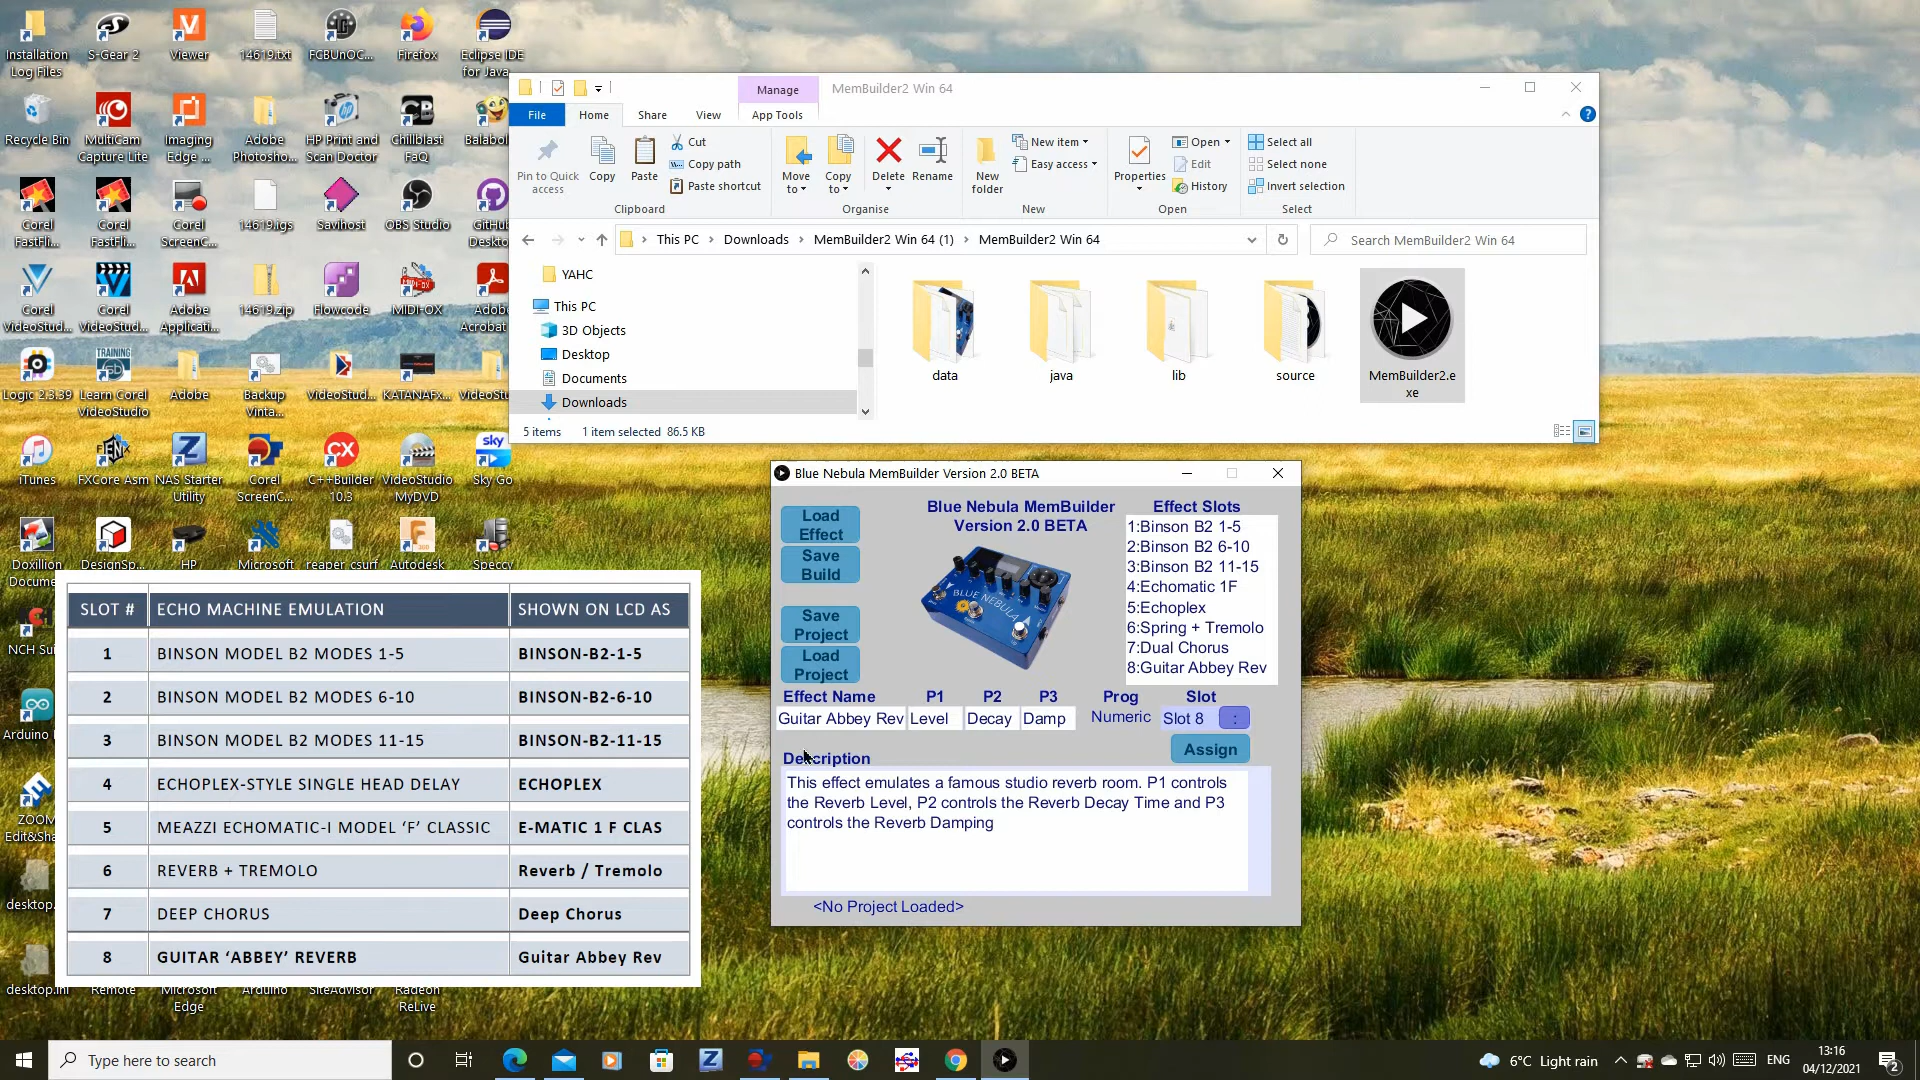 Installation Log Files
S-Gear 2
Viewer
14619.txt
FCBUnOC...
Firefox
Eclipse IDE for Java...
Recycle Bin
MultiCam Capture Lite
Imaging Edge ...
Adobe Photosho...
HP Print and Scan Doctor
Chillblast FaQ
Balabol
Corel FastFli...
Corel FastFli...
Corel ScreenC...
14619.igs
Savihost
OBS Studio
GitHub Deskto
Corel VideoStud...
Corel VideoStud...
Adobe Applicati...
14619.zip
Flowcode
MIDI-OX
Adobe Acrobat
Logic 2.3.39
Learn Corel VideoStudio
Adobe
Backup Vinta...
VideoStud...
KATANAFx...
VideoStu
iTunes
FXCore Asm
NAS Starter Utility
Corel ScreenC...
C++Builder 10.3
VideoStudio MyDVD
Sky Go
Doxillion Docume
DesignSp...
HP
Microsoft
reaper_csurf
Autodesk
Speccy
NCH Sui
Arduino
ZOOM Edit&Sha
desktop.
desktop.ini
Remote
Microsoft Edge
Arduino
SiteAdvisor
Radeon ReLive
Manage
MemBuilder2 Win 64
File
Home
Share
View
App Tools
Pin to Quick access
Copy
Paste
Cut
Copy path
Paste shortcut
Move to
Copy to
Delete
Rename
New folder
New item
Easy access
Properties
Open
Edit
History
Select all
Select none
Invert selection
Clipboard
Organise
New
Open
Select
This PC > Downloads > MemBuilder2 Win 64 (1) > MemBuilder2 Win 64
Search MemBuilder2 Win 64
YAHC
This PC
3D Objects
Desktop
Documents
Downloads
data
java
lib
source
MemBuilder2.e
xe
5 items
1 item selected 86.5 KB
Blue Nebula MemBuilder Version 2.0 BETA
Load Effect
Save Build
Save Project
Load Project
Blue Nebula MemBuilder
Version 2.0 BETA
BLUE NEBULA
Effect Slots
1:Binson B2 1-5
2:Binson B2 6-10
3:Binson B2 11-15
4:Echomatic 1F
5:Echoplex
6:Spring + Tremolo
7:Dual Chorus
8:Guitar Abbey Rev
Effect Name P1 P2 P3 Prog Slot
Guitar Abbey Rev Level Decay Damp Numeric Slot 8 :
Assign
Description
This effect emulates a famous studio reverb room. P1 controls
the Reverb Level, P2 controls the Reverb Decay Time and P3
controls the Reverb Damping
<No Project Loaded>
SLOT # ECHO MACHINE EMULATION SHOWN ON LCD AS
1 BINSON MODEL B2 MODES 1-5 BINSON-B2-1-5
2 BINSON MODEL B2 MODES 6-10 BINSON-B2-6-10
3 BINSON MODEL B2 MODES 11-15 BINSON-B2-11-15
4 ECHOPLEX-STYLE SINGLE HEAD DELAY ECHOPLEX
5 MEAZZI ECHOMATIC-I MODEL ‘F’ CLASSIC E-MATIC 1 F CLAS
6 REVERB + TREMOLO Reverb / Tremolo
7 DEEP CHORUS Deep Chorus
8 GUITAR ‘ABBEY’ REVERB Guitar Abbey Rev
Type here to search
6°C Light rain
ENG
13:16
04/12/2021
2